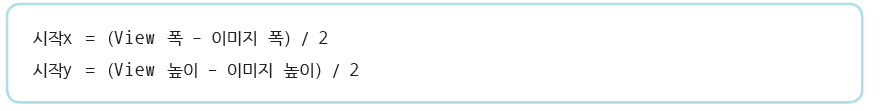 시작x = (View 폭 - 이미지 폭) / 2
시작y = (View 높이 - 이미지 높이) / 2